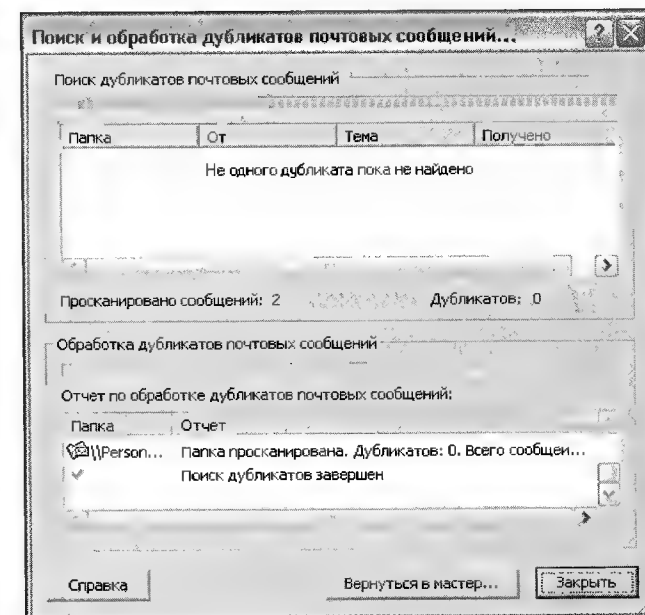 Поиск и обработка дубликатов почтовых сообщений...
Поиск дубликатов почтовых сообщений
Папка От Тема Получено
Не одного дубликата пока не найдено
Просканировано сообщений: 2 Дубликатов: 0
Обработка дубликатов почтовых сообщений
Отчет по обработке дубликатов почтовых сообщений:
Папка Отчет
\\Person... Папка просканирована. Дубликатов: 0. Всего сообщен...
Поиск дубликатов завершен
Справка Вернуться в мастер... Закрыть